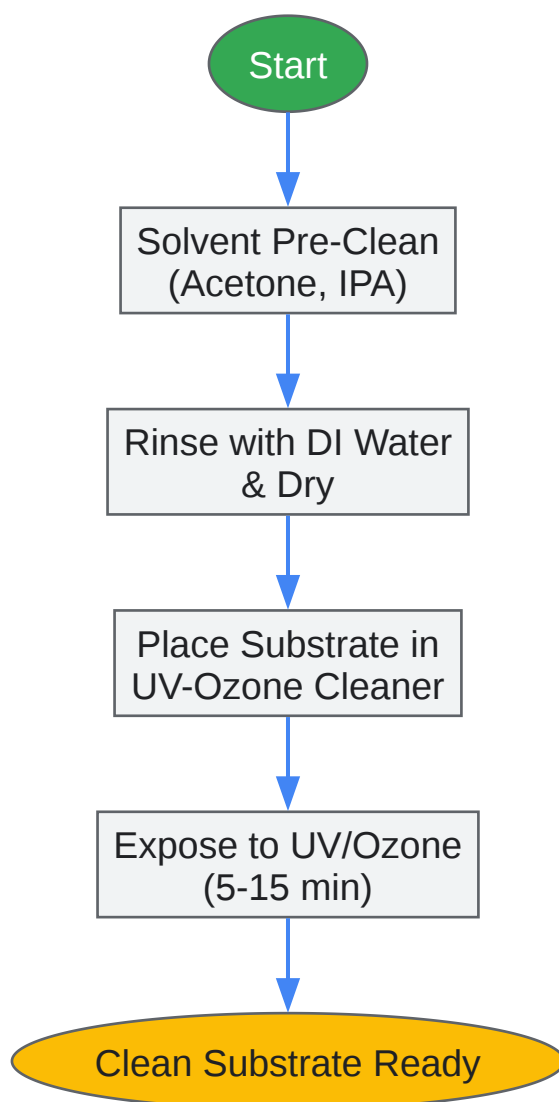 Start
Solvent Pre-Clean
(Acetone, IPA)
Rinse with DI Water
& Dry
Place Substrate in
UV-Ozone Cleaner
Expose to UV/Ozone
(5-15 min)
Clean Substrate Ready